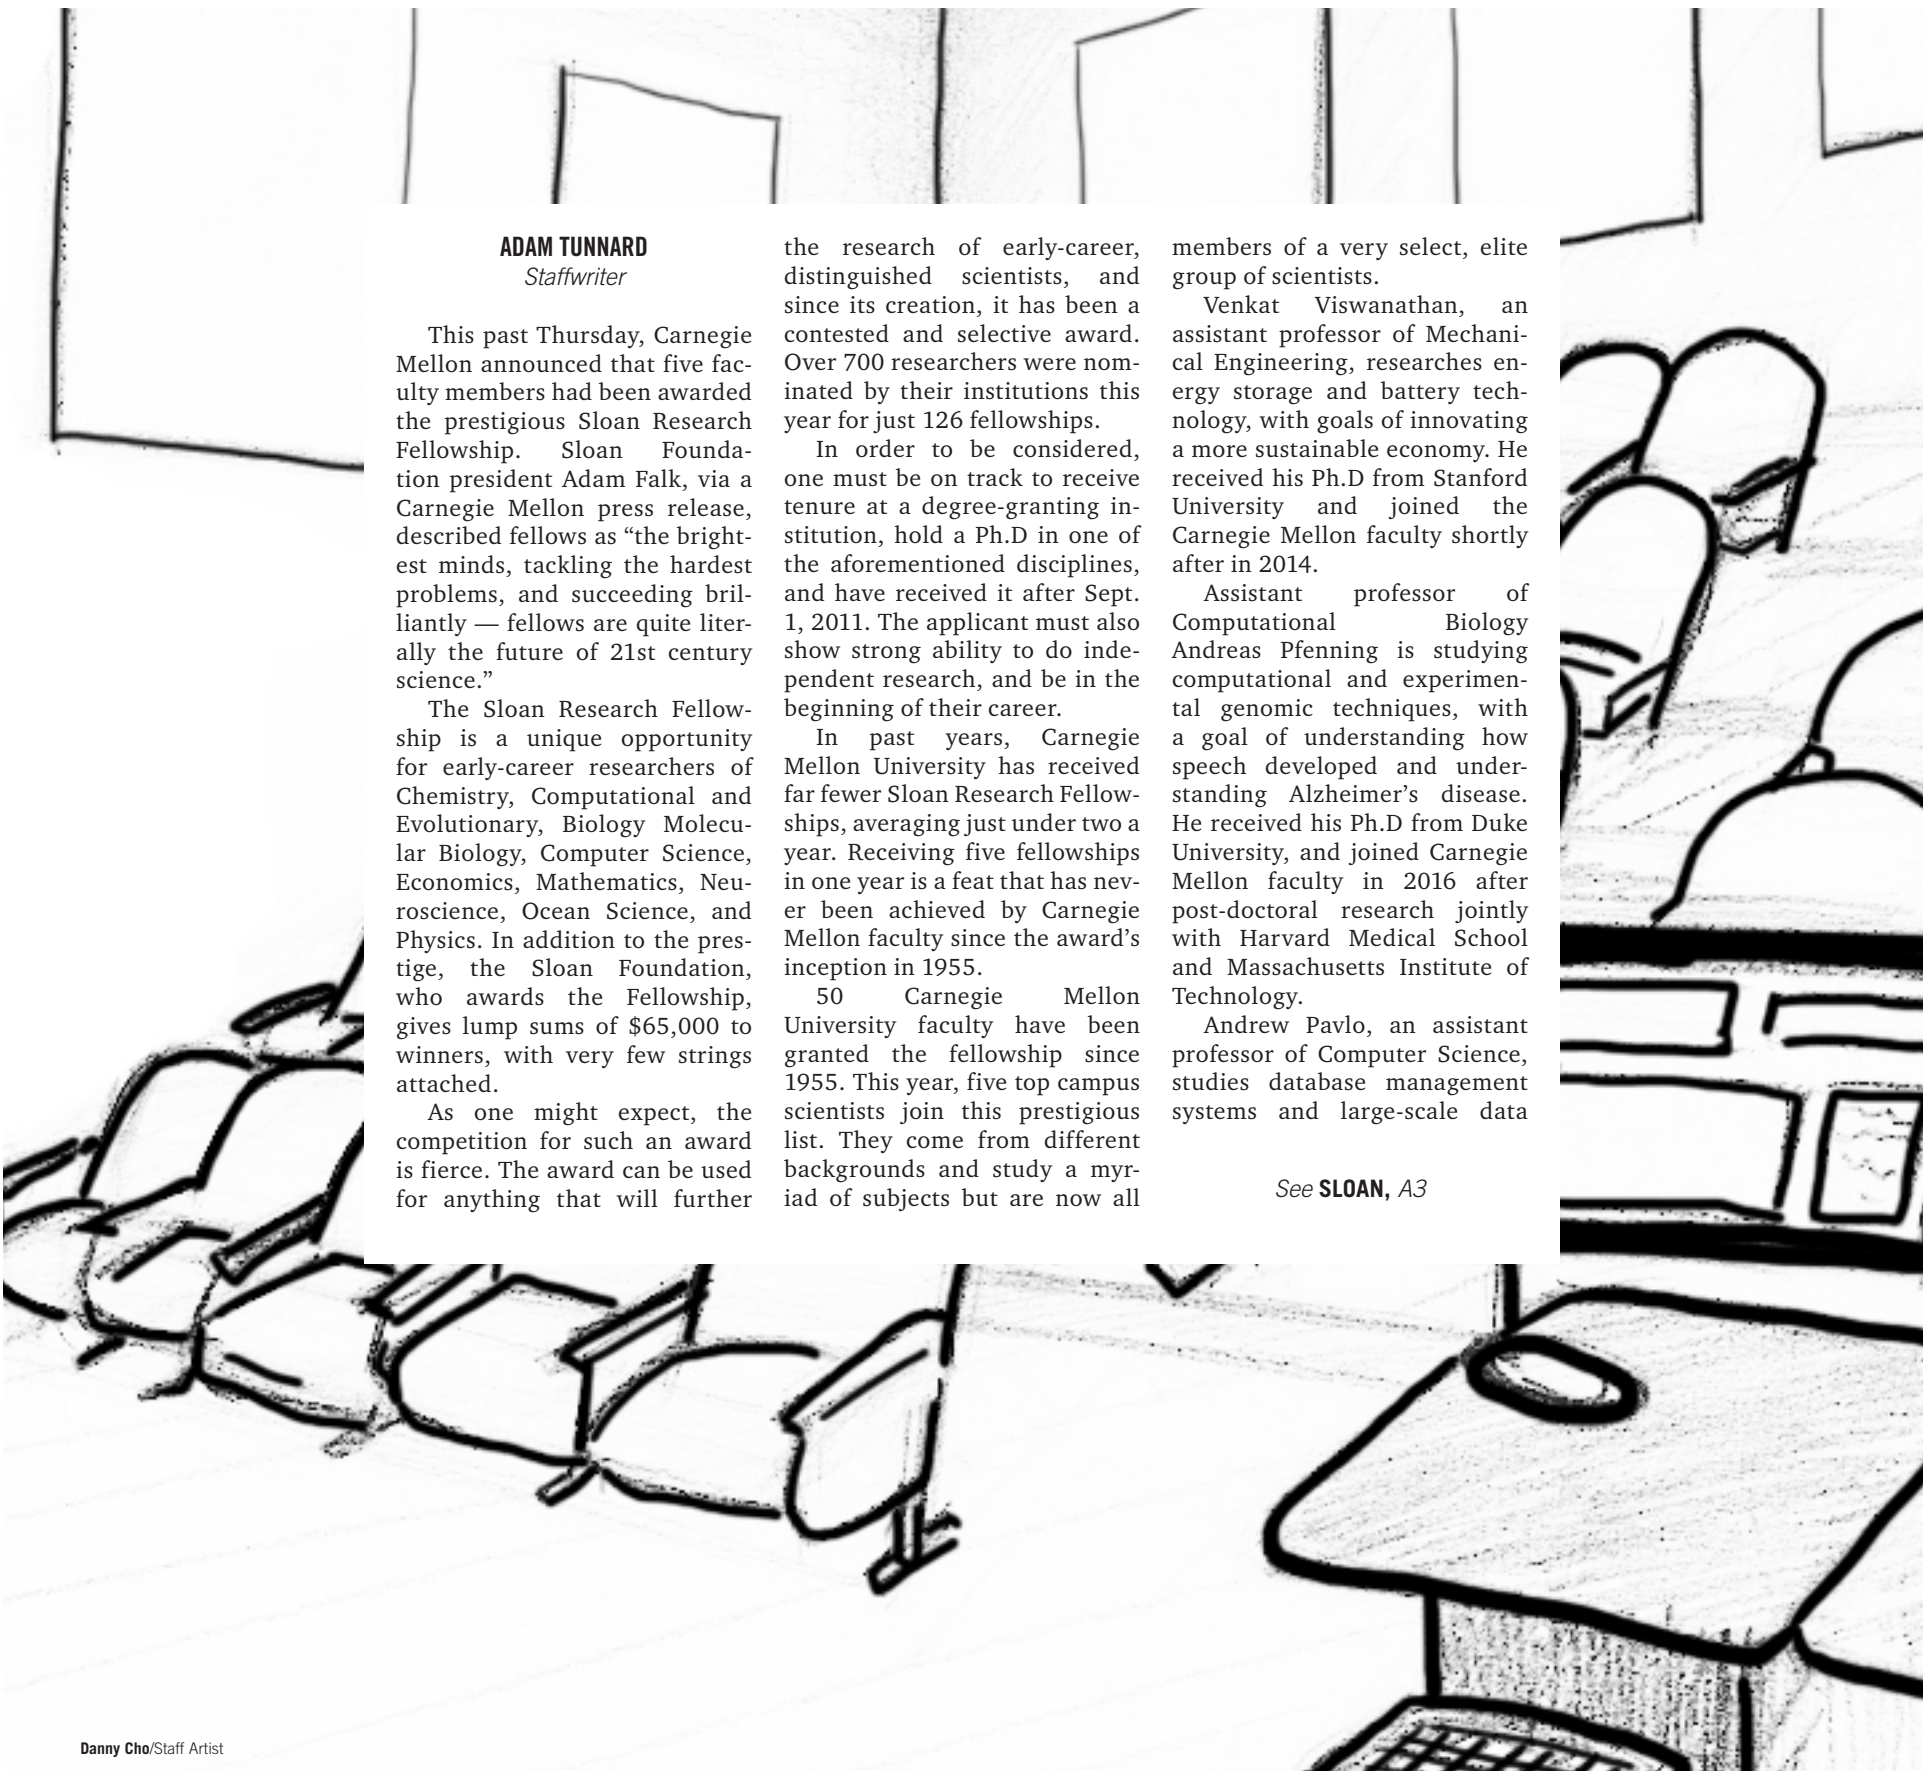 ADAM TUNNARD
Staffwriter
This past Thursday, Carnegie
Mellon announced that five fac-
ulty members had been awarded
the prestigious Sloan Research
Fellowship. Sloan Founda-
tion president Adam Falk, via a
Carnegie Mellon press release,
described fellows as “the bright-
est minds, tackling the hardest
problems, and succeeding bril-
liantly — fellows are quite liter-
ally the future of 21st century
science.”
The Sloan Research Fellow-
ship is a unique opportunity
for early-career researchers of
Chemistry, Computational and
Evolutionary, Biology Molecu-
lar Biology, Computer Science,
Economics, Mathematics, Neu-
roscience, Ocean Science, and
Physics. In addition to the pres-
tige, the Sloan Foundation,
who awards the Fellowship,
gives lump sums of $65,000 to
winners, with very few strings
attached.
As one might expect, the
competition for such an award
is fierce. The award can be used
for anything that will further
the research of early-career,
distinguished scientists, and
since its creation, it has been a
contested and selective award.
Over 700 researchers were nom-
inated by their institutions this
year for just 126 fellowships.
In order to be considered,
one must be on track to receive
tenure at a degree-granting in-
stitution, hold a Ph.D in one of
the aforementioned disciplines,
and have received it after Sept.
1, 2011. The applicant must also
show strong ability to do inde-
pendent research, and be in the
beginning of their career.
In past years, Carnegie
Mellon University has received
far fewer Sloan Research Fellow-
ships, averaging just under two a
year. Receiving five fellowships
in one year is a feat that has nev-
er been achieved by Carnegie
Mellon faculty since the award’s
inception in 1955.
50 Carnegie Mellon
University faculty have been
granted the fellowship since
1955. This year, five top campus
scientists join this prestigious
list. They come from different
backgrounds and study a myr-
iad of subjects but are now all
members of a very select, elite
group of scientists.
Venkat Viswanathan, an
assistant professor of Mechani-
cal Engineering, researches en-
ergy storage and battery tech-
nology, with goals of innovating
a more sustainable economy. He
received his Ph.D from Stanford
University and joined the
Carnegie Mellon faculty shortly
after in 2014.
Assistant professor of
Computational Biology
Andreas Pfenning is studying
computational and experimen-
tal genomic techniques, with
a goal of understanding how
speech developed and under-
standing Alzheimer’s disease.
He received his Ph.D from Duke
University, and joined Carnegie
Mellon faculty in 2016 after
post-doctoral research jointly
with Harvard Medical School
and Massachusetts Institute of
Technology.
Andrew Pavlo, an assistant
professor of Computer Science,
studies database management
systems and large-scale data
See SLOAN, A3
Danny Cho/Staff Artist